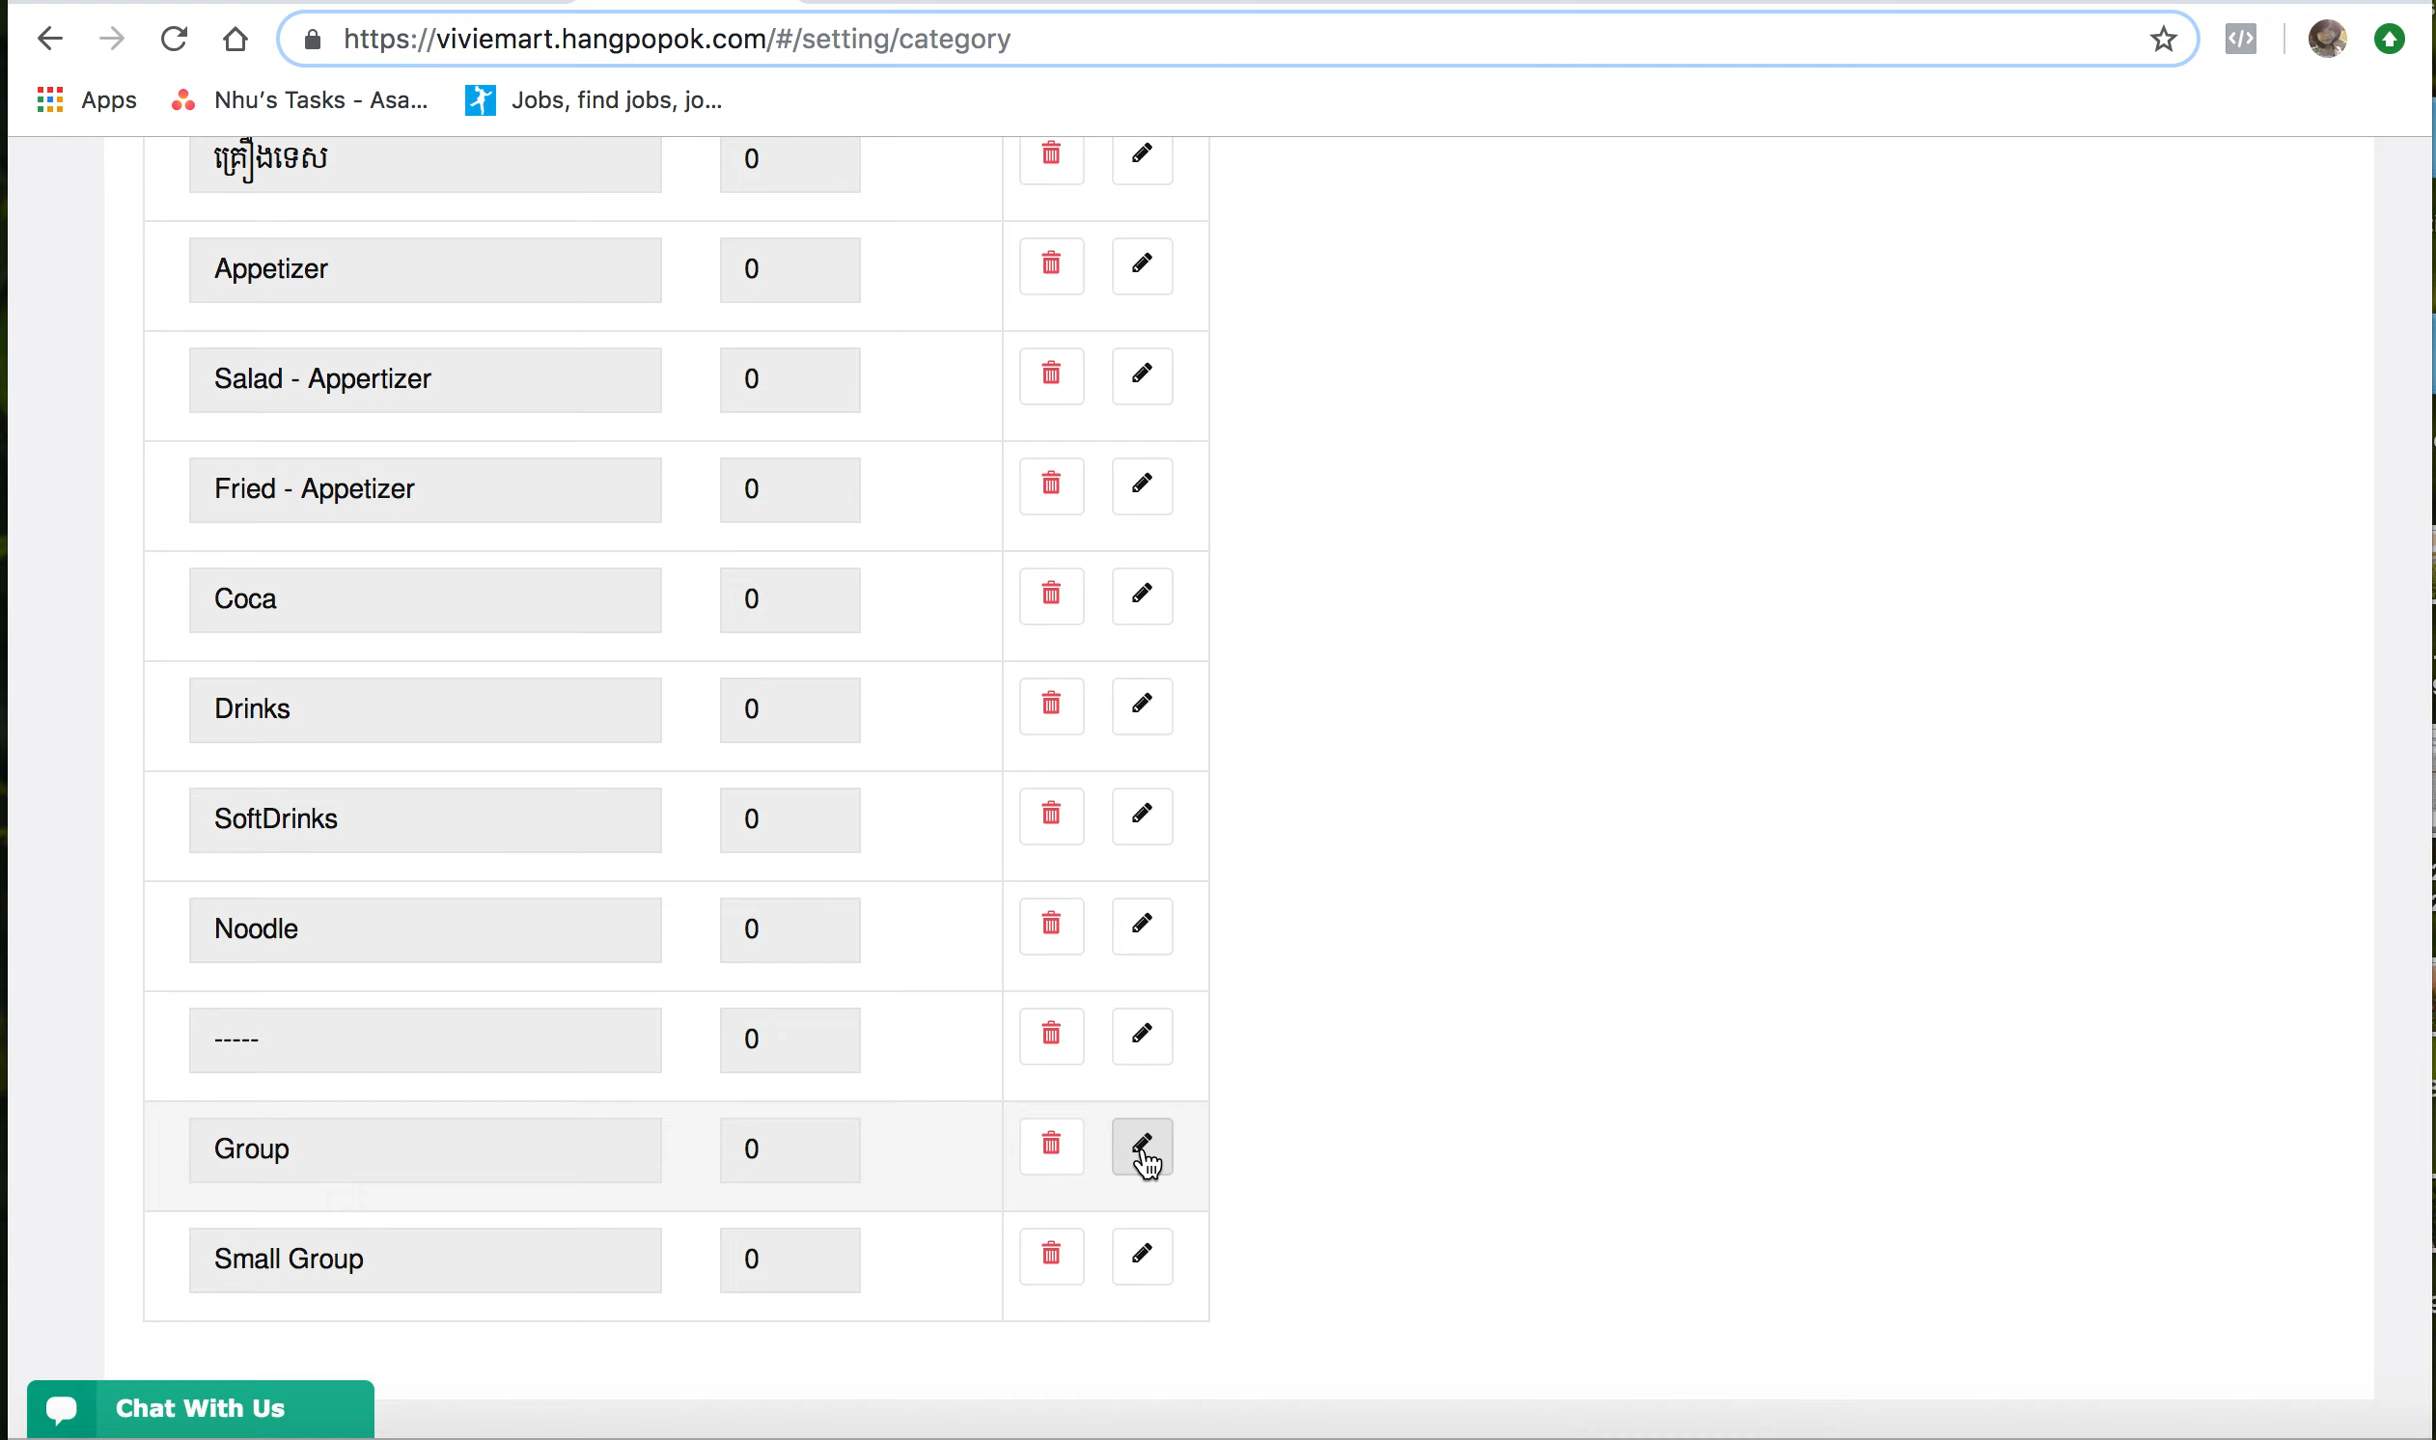 https://viviemart.hangpopok.com/#/setting/category
Apps Nhu's Tasks - Asa... Jobs, find jobs, jo...
គ្រឿងទេស 0
Appetizer 0
Salad - Appertizer 0
Fried - Appetizer 0
Coca 0
Drinks 0
SoftDrinks 0
Noodle 0
----- 0
Group 0
Small Group 0
Chat With Us